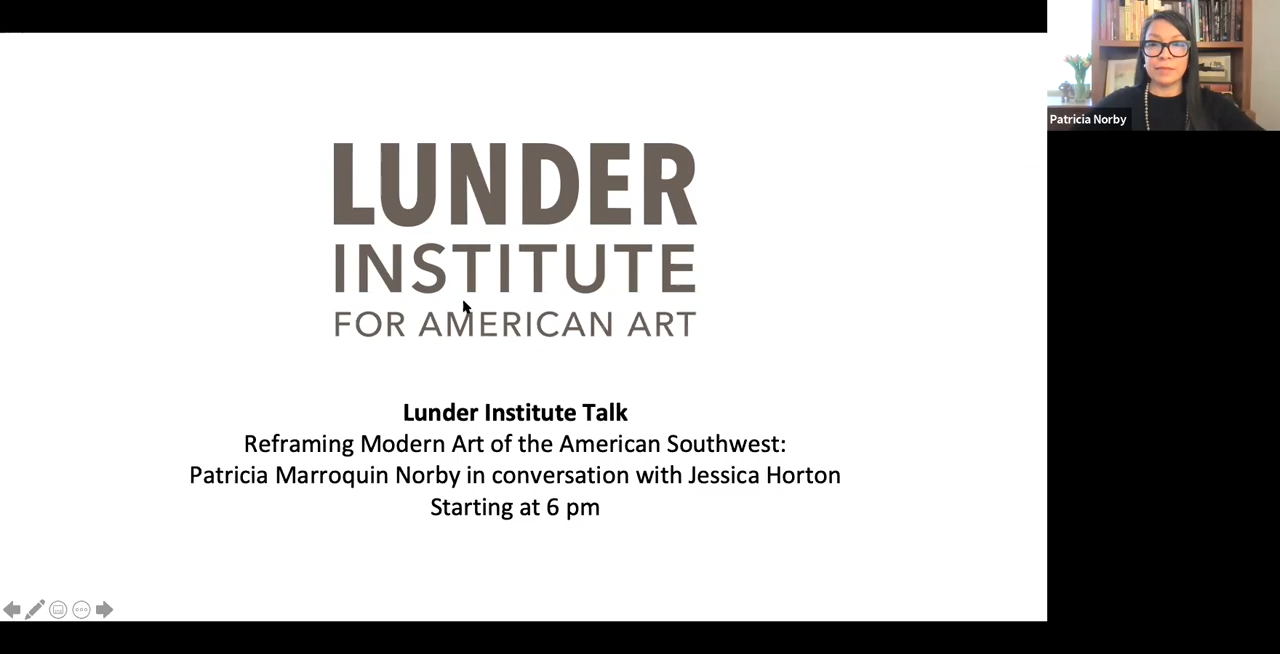 LUNDER
INSTITUTE
FOR AMERICAN ART
Lunder Institute Talk
Reframing Modern Art of the American Southwest:
Patricia Marroquin Norby in conversation with Jessica Horton
Starting at 6 pm
Patricia Norby